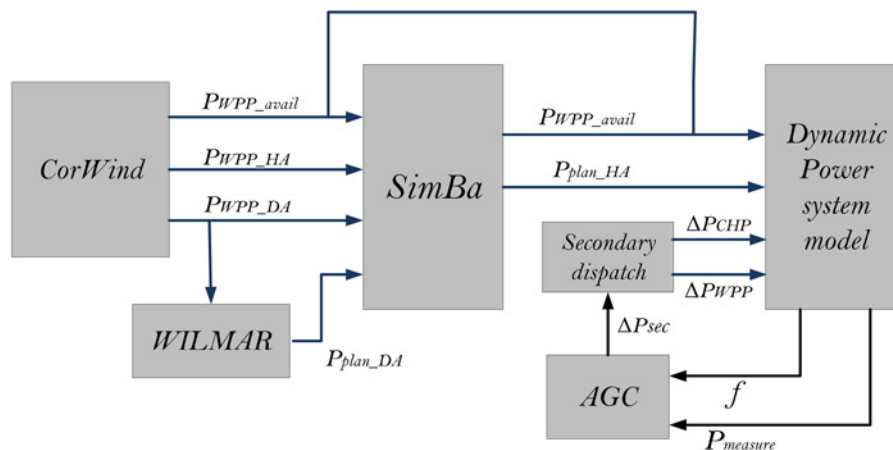 CorWind
PWPP_avail
PWPP_HA
PWPP_DA
WILMAR
Pplan_DA
SimBa
PWPP_avail
Pplan_HA
Secondary
dispatch
ΔPCHP
ΔPWPP
ΔPsec
AGC
Dynamic
Power
system
model
f
Pmeasure